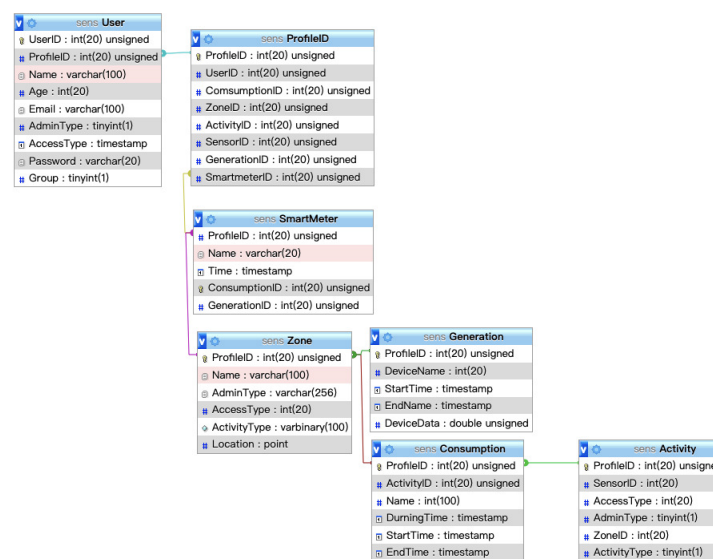 v sens User
UserID : int(20) unsigned
# ProfileID : int(20) unsigned
Name : varchar(100)
# Age : int(20)
Email : varchar(100)
# AdminType : tinyint(1)
AccessType : timestamp
Password : varchar(20)
# Group : tinyint(1)
v sens ProfileID
ProfileID : int(20) unsigned
# UserID : int(20) unsigned
# ComsumptionID : int(20) unsigned
# ZoneID : int(20) unsigned
# ActivityID : int(20) unsigned
# SensorID : int(20) unsigned
# GenerationID : int(20) unsigned
# SmartmeterID : int(20) unsigned
v sens SmartMeter
# ProfileID : int(20) unsigned
Name : varchar(20)
Time : timestamp
ConsumptionID : int(20) unsigned
# GenerationID : int(20) unsigned
v sens Zone
ProfileID : int(20) unsigned
Name : varchar(100)
AdminType : varchar(256)
# AccessType : int(20)
ActivityType : varbinary(100)
# Location : point
v sens Generation
ProfileID : int(20) unsigned
# DeviceName : int(20)
StartTime : timestamp
EndName : timestamp
# DeviceData : double unsigned
v sens Consumption
ProfileID : int(20) unsigned
# ActivityID : int(20) unsigned
# Name : int(100)
DurningTime : timestamp
StartTime : timestamp
EndTime : timestamp
v sens Activity
ProfileID : int(20) unsigne
# SensorID : int(20)
# AccessType : int(20)
# AdminType : tinyint(1)
# ZoneID : int(20)
# ActivityType : tinyint(1)